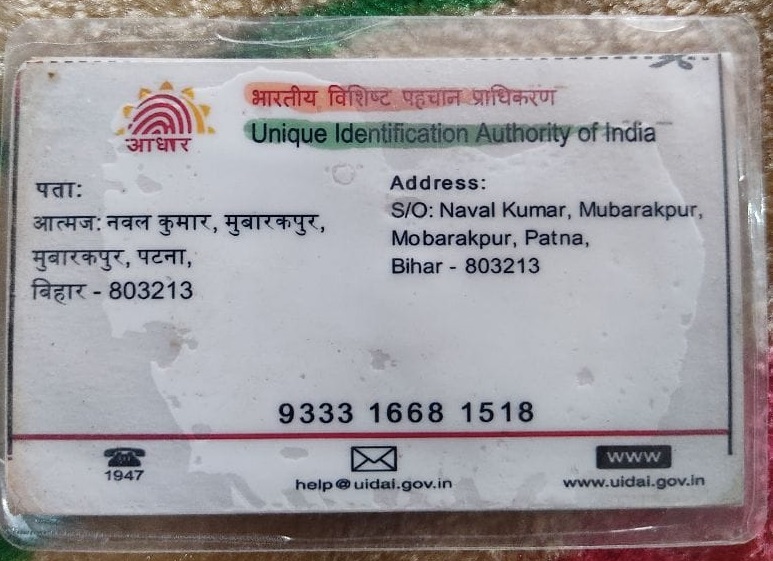 भारतीय विशिष्ट पहचान प्राधिकरण
Unique Identification Authority of India
आधार
पता:
आत्मज: नवल कुमार, मुबारकपुर,
मुबारकपुर, पटना,
बिहार - 803213
Address:
S/O: Naval Kumar, Mubarakpur,
Mobarakpur, Patna,
Bihar - 803213
9333 1668 1518
1947
help@uidai.gov.in
www
www.uidai.gov.in